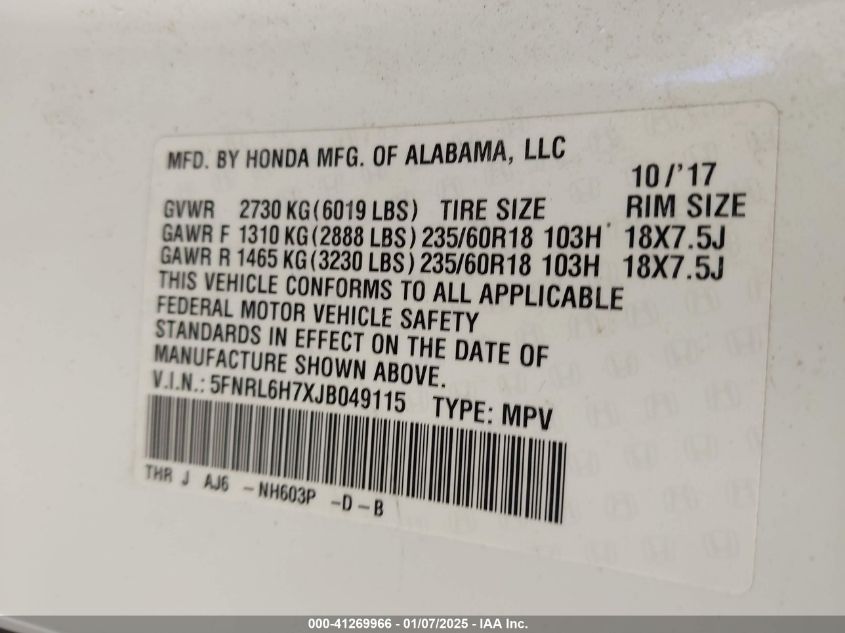 MFD. BY HONDA MFG. OF ALABAMA, LLC
10/'17
GVWR 2730 KG(6019 LBS) TIRE SIZE RIM SIZE
GAWR F 1310 KG(2888 LBS) 235/60R18 103H 18X7.5J
GAWR R 1465 KG(3230 LBS) 235/60R18 103H 18X7.5J
THIS VEHICLE CONFORMS TO ALL APPLICABLE
FEDERAL MOTOR VEHICLE SAFETY
STANDARDS IN EFFECT ON THE DATE OF
MANUFACTURE SHOWN ABOVE.
V.I.N.: 5FNRL6H7XJB049115 TYPE: MPV
THR J AJ6 -NH603P -D-B
000-41269966 - 01/07/2025 - IAA Inc.